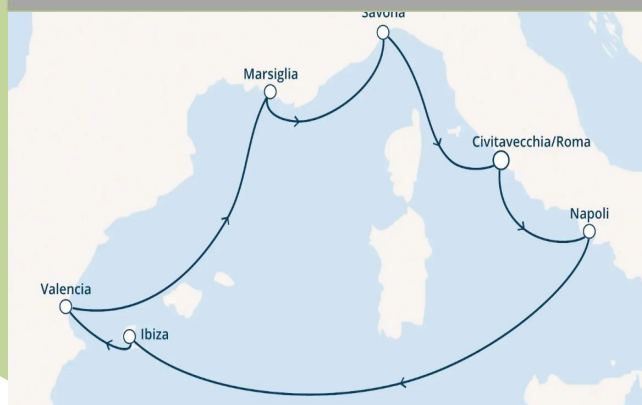 Savona
Marsiglia
Civitavecchia/Roma
Napoli
Valencia
Ibiza